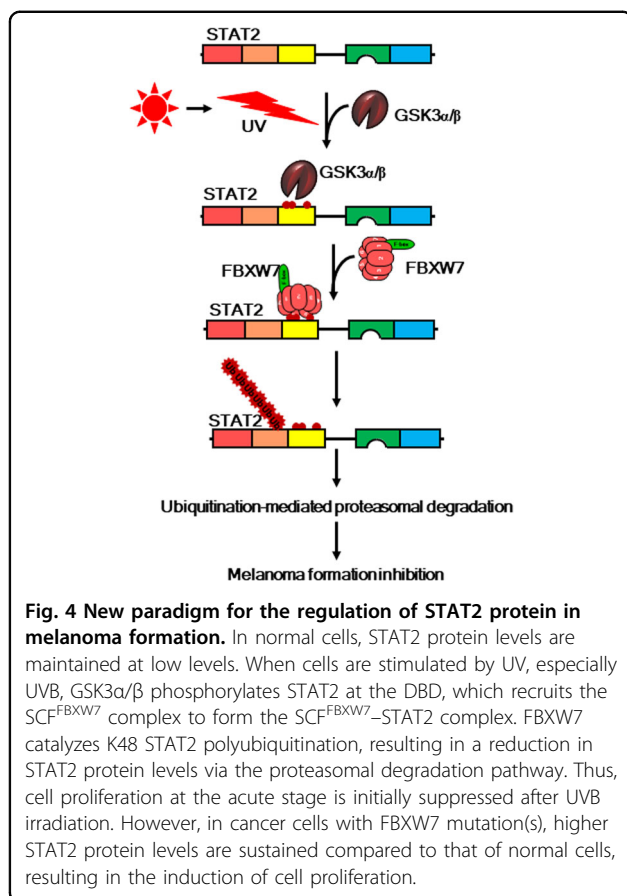 STAT2
UV
GSK3α/β
GSK3α/β
STAT2
FBXW7
FBXW7
STAT2
Ub Ub Ub Ub Ub Ub
STAT2
Ubiquitination-mediated proteasomal degradation
Melanoma formation inhibition
Fig. 4 New paradigm for the regulation of STAT2 protein in
melanoma formation. In normal cells, STAT2 protein levels are
maintained at low levels. When cells are stimulated by UV, especially
UVB, GSK3α/β phosphorylates STAT2 at the DBD, which recruits the
SCFFBXW7 complex to form the SCFFBXW7–STAT2 complex. FBXW7
catalyzes K48 STAT2 polyubiquitination, resulting in a reduction in
STAT2 protein levels via the proteasomal degradation pathway. Thus,
cell proliferation at the acute stage is initially suppressed after UVB
irradiation. However, in cancer cells with FBXW7 mutation(s), higher
STAT2 protein levels are sustained compared to that of normal cells,
resulting in the induction of cell proliferation.